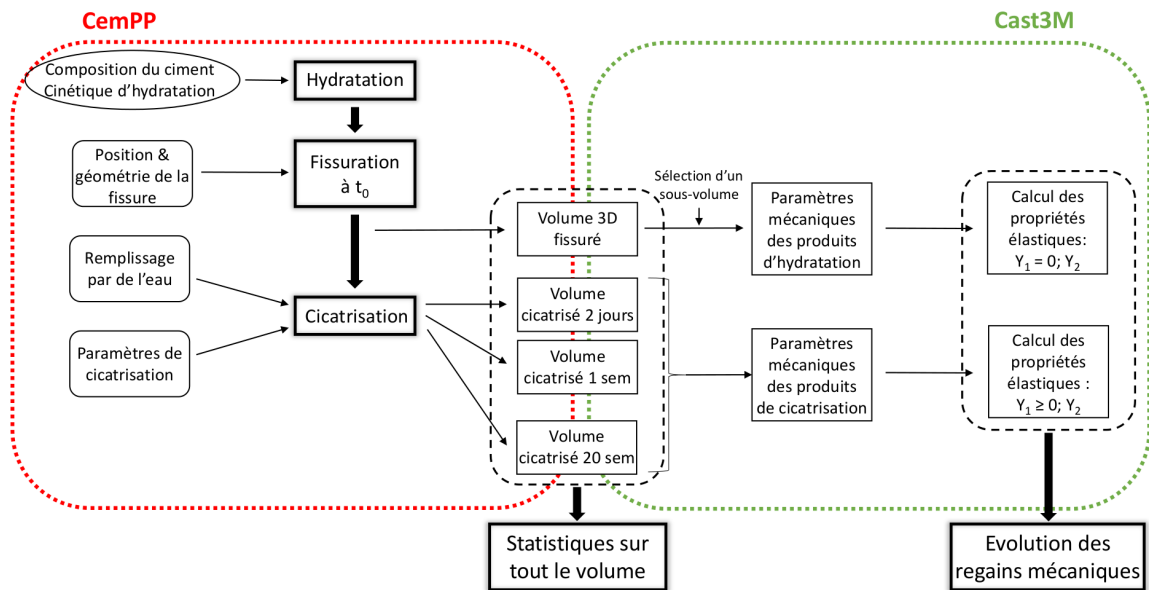 CemPP
Cast3M
Composition du ciment
Cinétique d'hydratation
Hydratation
Position &
géométrie de la
fissure
Fissuration
à t₀
Remplissage
par de l'eau
Paramètres de
cicatrisation
Cicatrisation
Volume 3D
fissuré
Volume
cicatrisé 2 jours
Volume
cicatrisé 1 sem
Volume
cicatrisé 20 sem
Sélection d'un
sous-volume
Paramètres
mécaniques
des produits
d'hydratation
Calcul des
propriétés
élastiques:
Y₁ = 0; Y₂
Paramètres
mécaniques
des produits
de cicatrisation
Calcul des
propriétés
élastiques :
Y₁ ≥ 0; Y₂
Statistiques sur
tout le volume
Evolution des
regains mécaniques